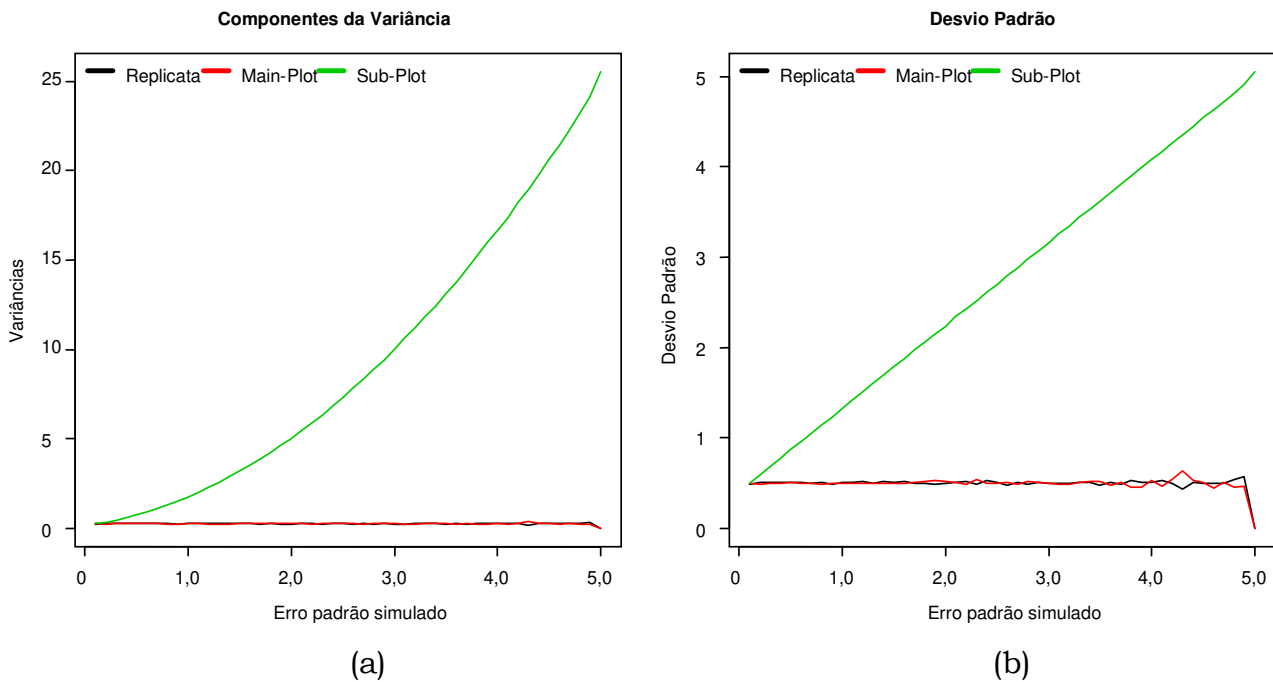 Componentes da Variância
Replicata Main-Plot Sub-Plot
Variâncias
25
20
15
10
5
0
0 1,0 2,0 3,0 4,0 5,0
Erro padrão simulado
(a)
Desvio Padrão
Replicata Main-Plot Sub-Plot
Desvio Padrão
5
4
3
2
1
0
0 1,0 2,0 3,0 4,0 5,0
Erro padrão simulado
(b)